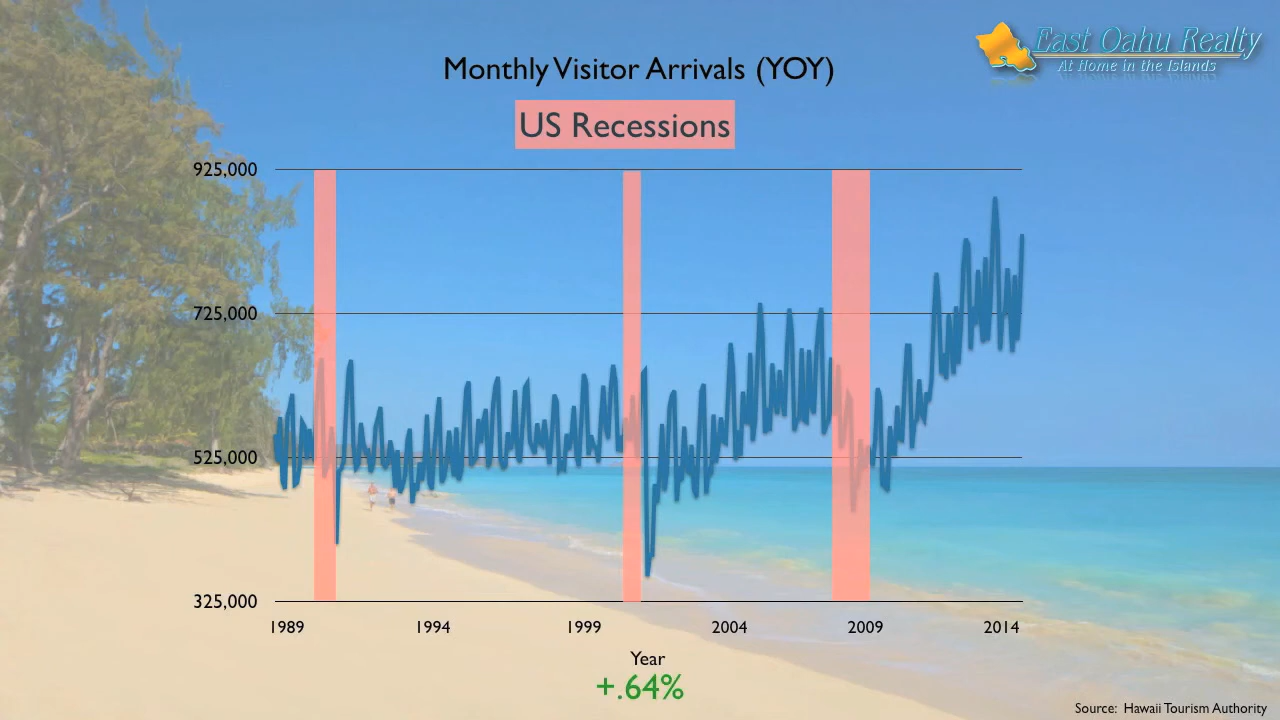 East Oahu Realty
At Home in the Islands
Monthly Visitor Arrivals (YOY)
US Recessions
925,000
725,000
525,000
325,000
1989 1994 1999 2004 2009 2014
Year
+.64%
Source: Hawaii Tourism Authority